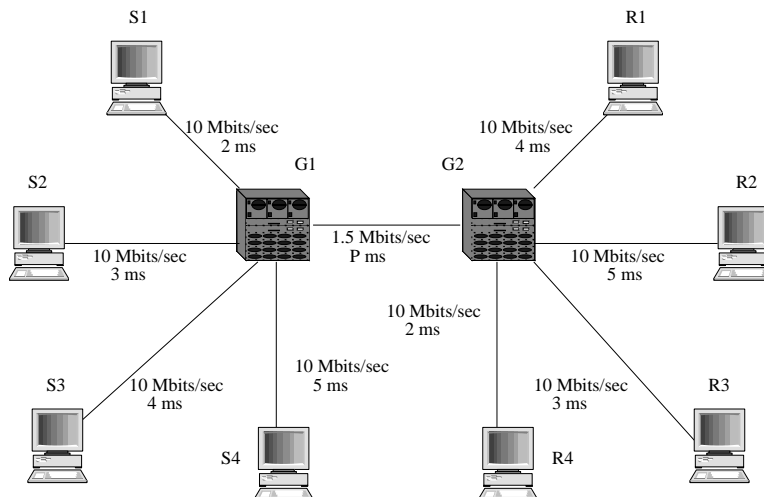 S1
R1
10 Mbits/sec
2 ms
10 Mbits/sec
4 ms
G1
G2
S2
R2
1.5 Mbits/sec
P ms
10 Mbits/sec
3 ms
10 Mbits/sec
5 ms
10 Mbits/sec
2 ms
10 Mbits/sec
5 ms
S3
10 Mbits/sec
4 ms
10 Mbits/sec
3 ms
R3
S4
R4